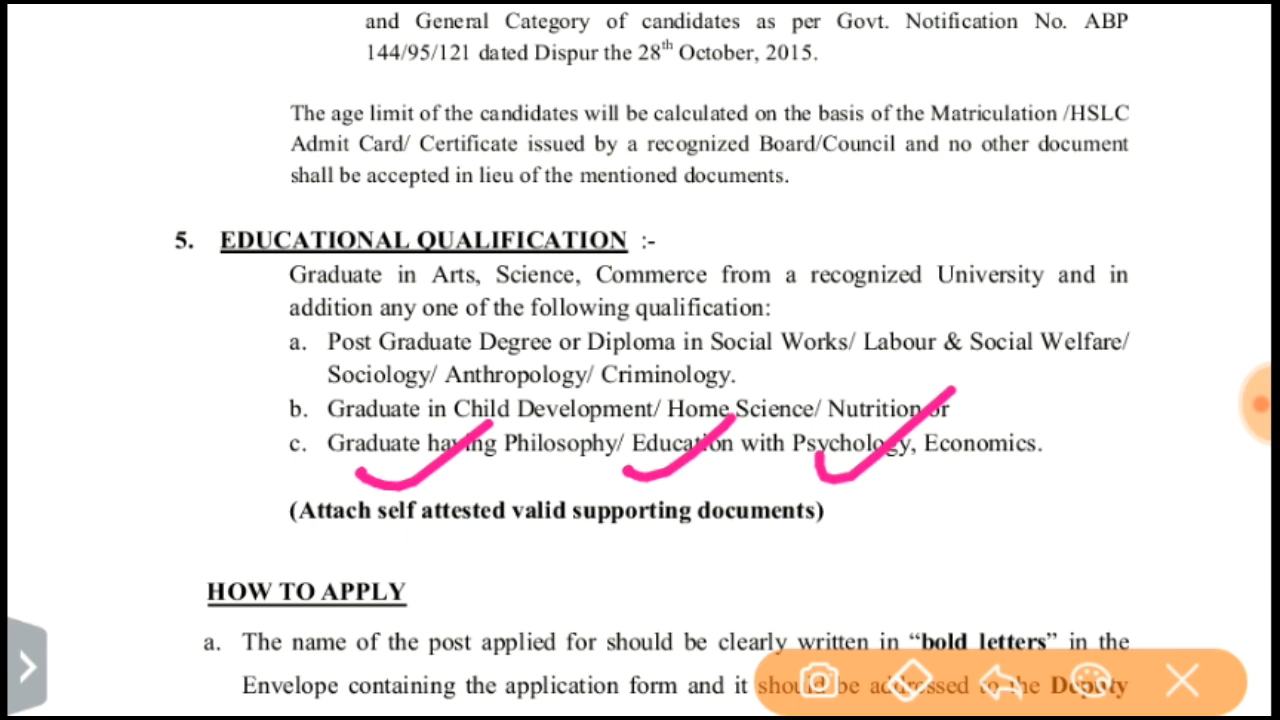 and General Category of candidates as per Govt. Notification No. ABP
144/95/121 dated Dispur the 28th October, 2015.
The age limit of the candidates will be calculated on the basis of the Matriculation /HSLC
Admit Card/ Certificate issued by a recognized Board/Council and no other document
shall be accepted in lieu of the mentioned documents.
5. EDUCATIONAL QUALIFICATION :-
Graduate in Arts, Science, Commerce from a recognized University and in
addition any one of the following qualification:
a. Post Graduate Degree or Diploma in Social Works/ Labour & Social Welfare/
Sociology/ Anthropology/ Criminology.
b. Graduate in Child Development/ Home Science/ Nutrition or
c. Graduate having Philosophy/ Education with Psychology, Economics.
(Attach self attested valid supporting documents)
HOW TO APPLY
a. The name of the post applied for should be clearly written in “bold letters” in the
Envelope containing the application form and it should be addressed to the Deputy